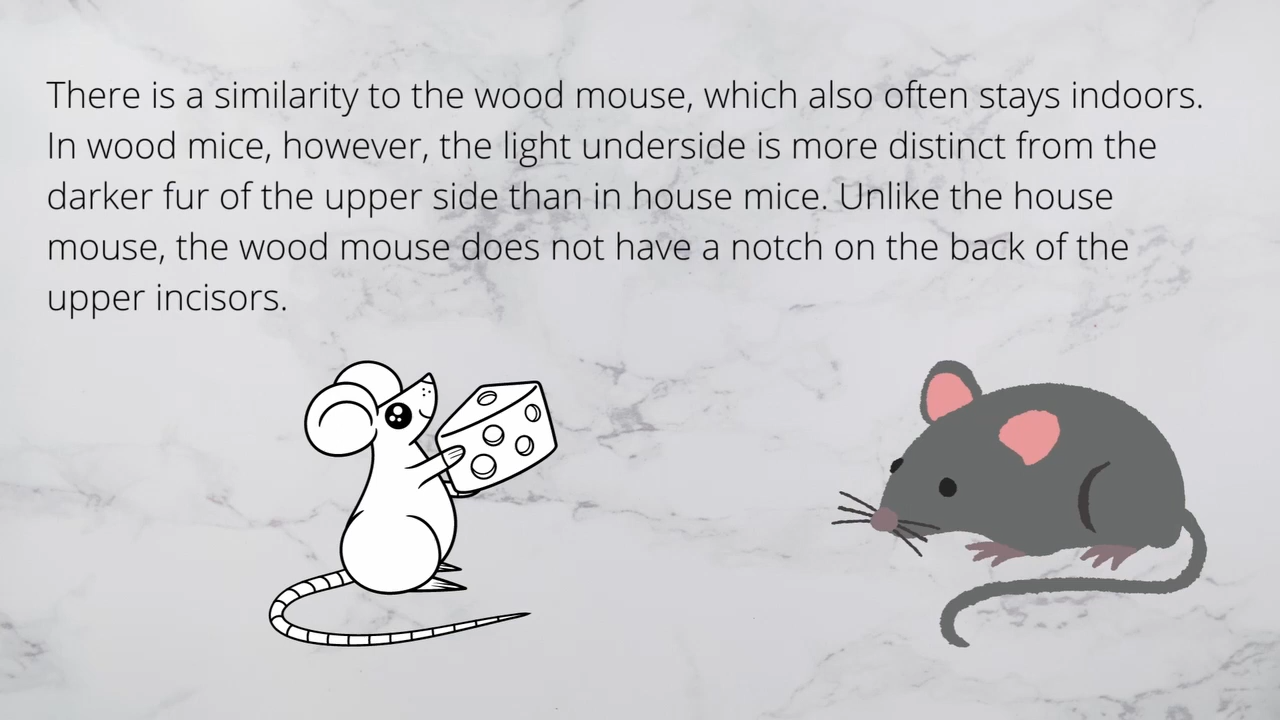 There is a similarity to the wood mouse, which also often stays indoors.
In wood mice, however, the light underside is more distinct from the
darker fur of the upper side than in house mice. Unlike the house
mouse, the wood mouse does not have a notch on the back of the
upper incisors.